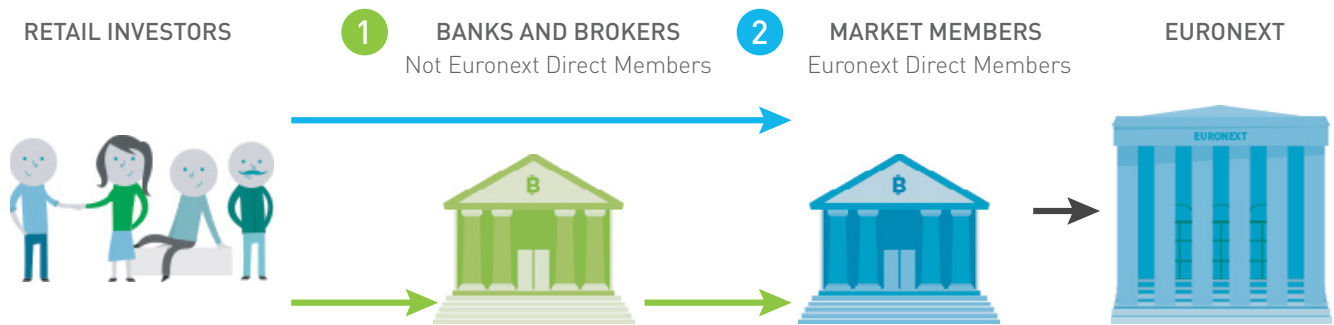 RETAIL INVESTORS
1
BANKS AND BROKERS
Not Euronext Direct Members
2
MARKET MEMBERS
Euronext Direct Members
EURONEXT
EURONEXT
₿
₿